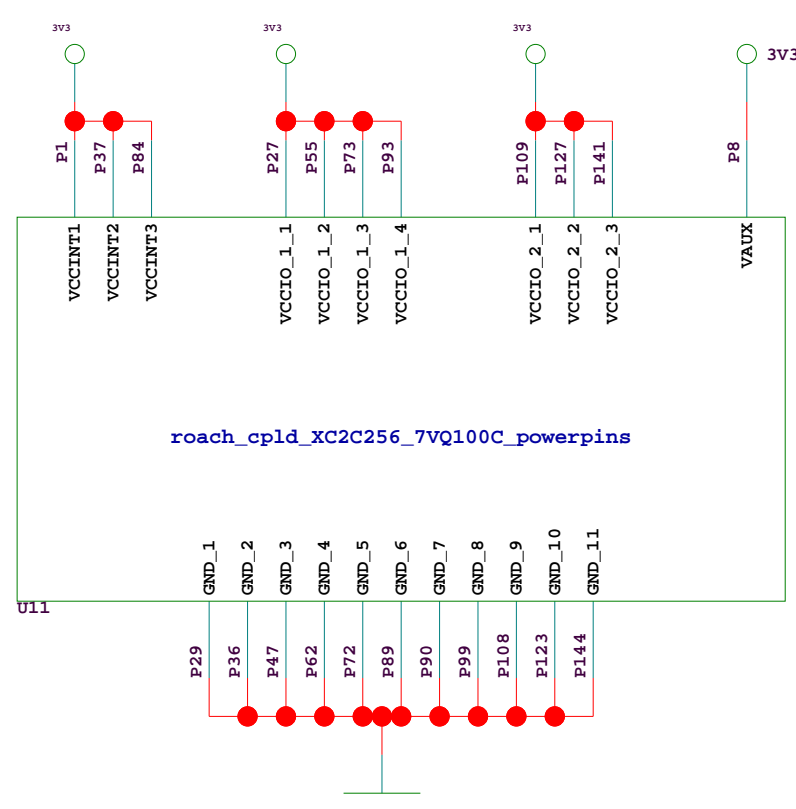 3V3
3V3
3V3
3V3
P1
P37
P84
P27
P55
P73
P93
P109
P127
P141
P8
VCCINT1
VCCINT2
VCCINT3
VCCIO_1_1
VCCIO_1_2
VCCIO_1_3
VCCIO_1_4
VCCIO_2_1
VCCIO_2_2
VCCIO_2_3
VAUX
roach_cpld_XC2C256_7VQ100C_powerpins
GND_1
GND_2
GND_3
GND_4
GND_5
GND_6
GND_7
GND_8
GND_9
GND_10
GND_11
U11
P29
P36
P47
P62
P72
P89
P90
P99
P108
P123
P144